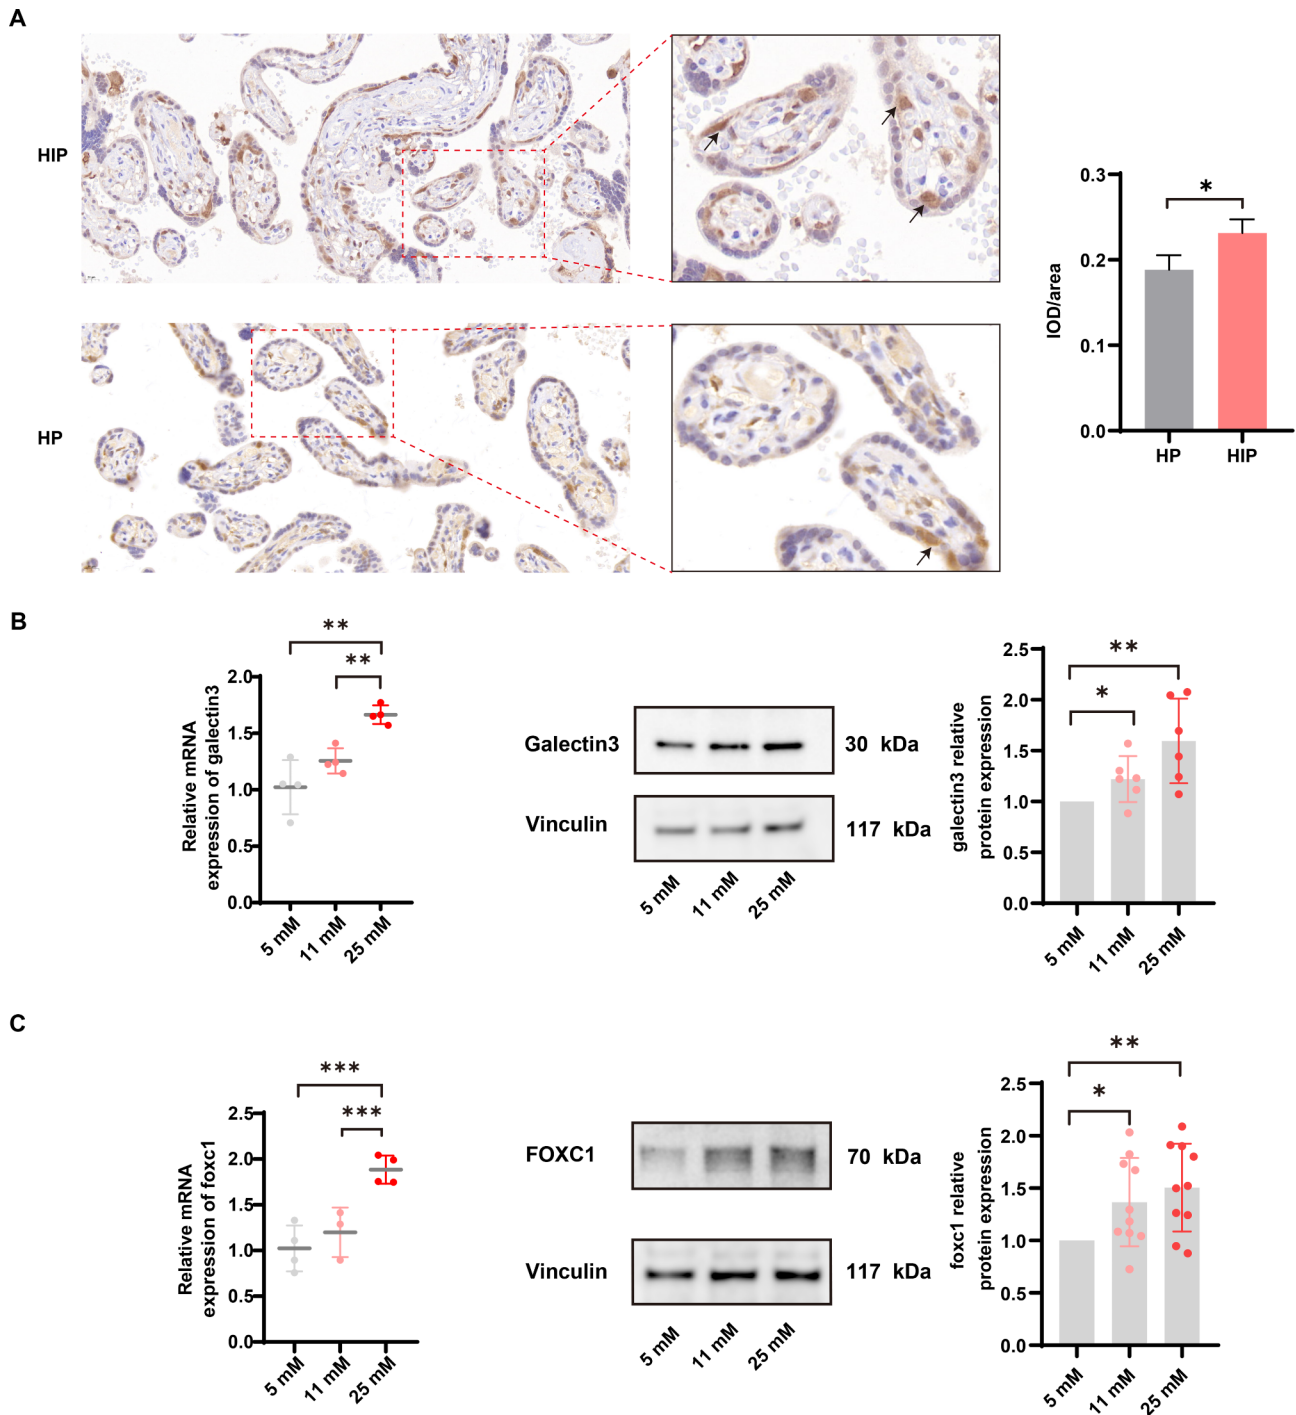 A
HIP
HP
0.3
0.2
0.1
0.0
IOD/area
*
HP
HIP
B
Relative mRNA
expression of galectin3
2.0
1.5
1.0
0.5
0.0
**
**
5 mM
11 mM
25 mM
Galectin3
30 kDa
Vinculin
117 kDa
5 mM
11 mM
25 mM
galectin3 relative
protein expression
2.5
2.0
1.5
1.0
0.5
0.0
**
*
5 mM
11 mM
25 mM
C
Relative mRNA
expression of foxc1
2.5
2.0
1.5
1.0
0.5
0.0
***
***
5 mM
11 mM
25 mM
FOXC1
70 kDa
Vinculin
117 kDa
5 mM
11 mM
25 mM
foxc1 relative
protein expression
2.5
2.0
1.5
1.0
0.5
0.0
**
*
5 mM
11 mM
25 mM